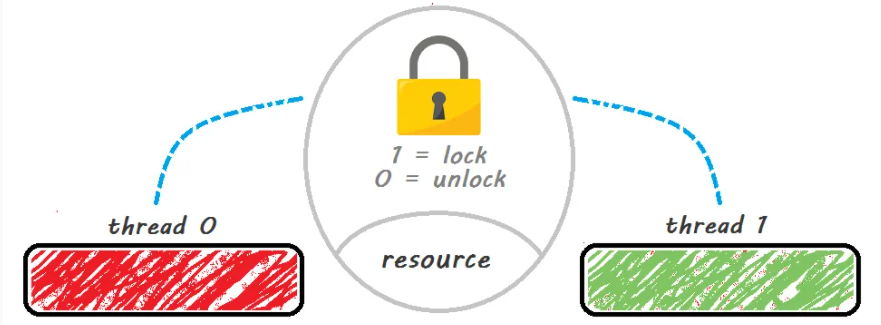 1 = lock
0 = unlock
thread 0
thread 1
resource